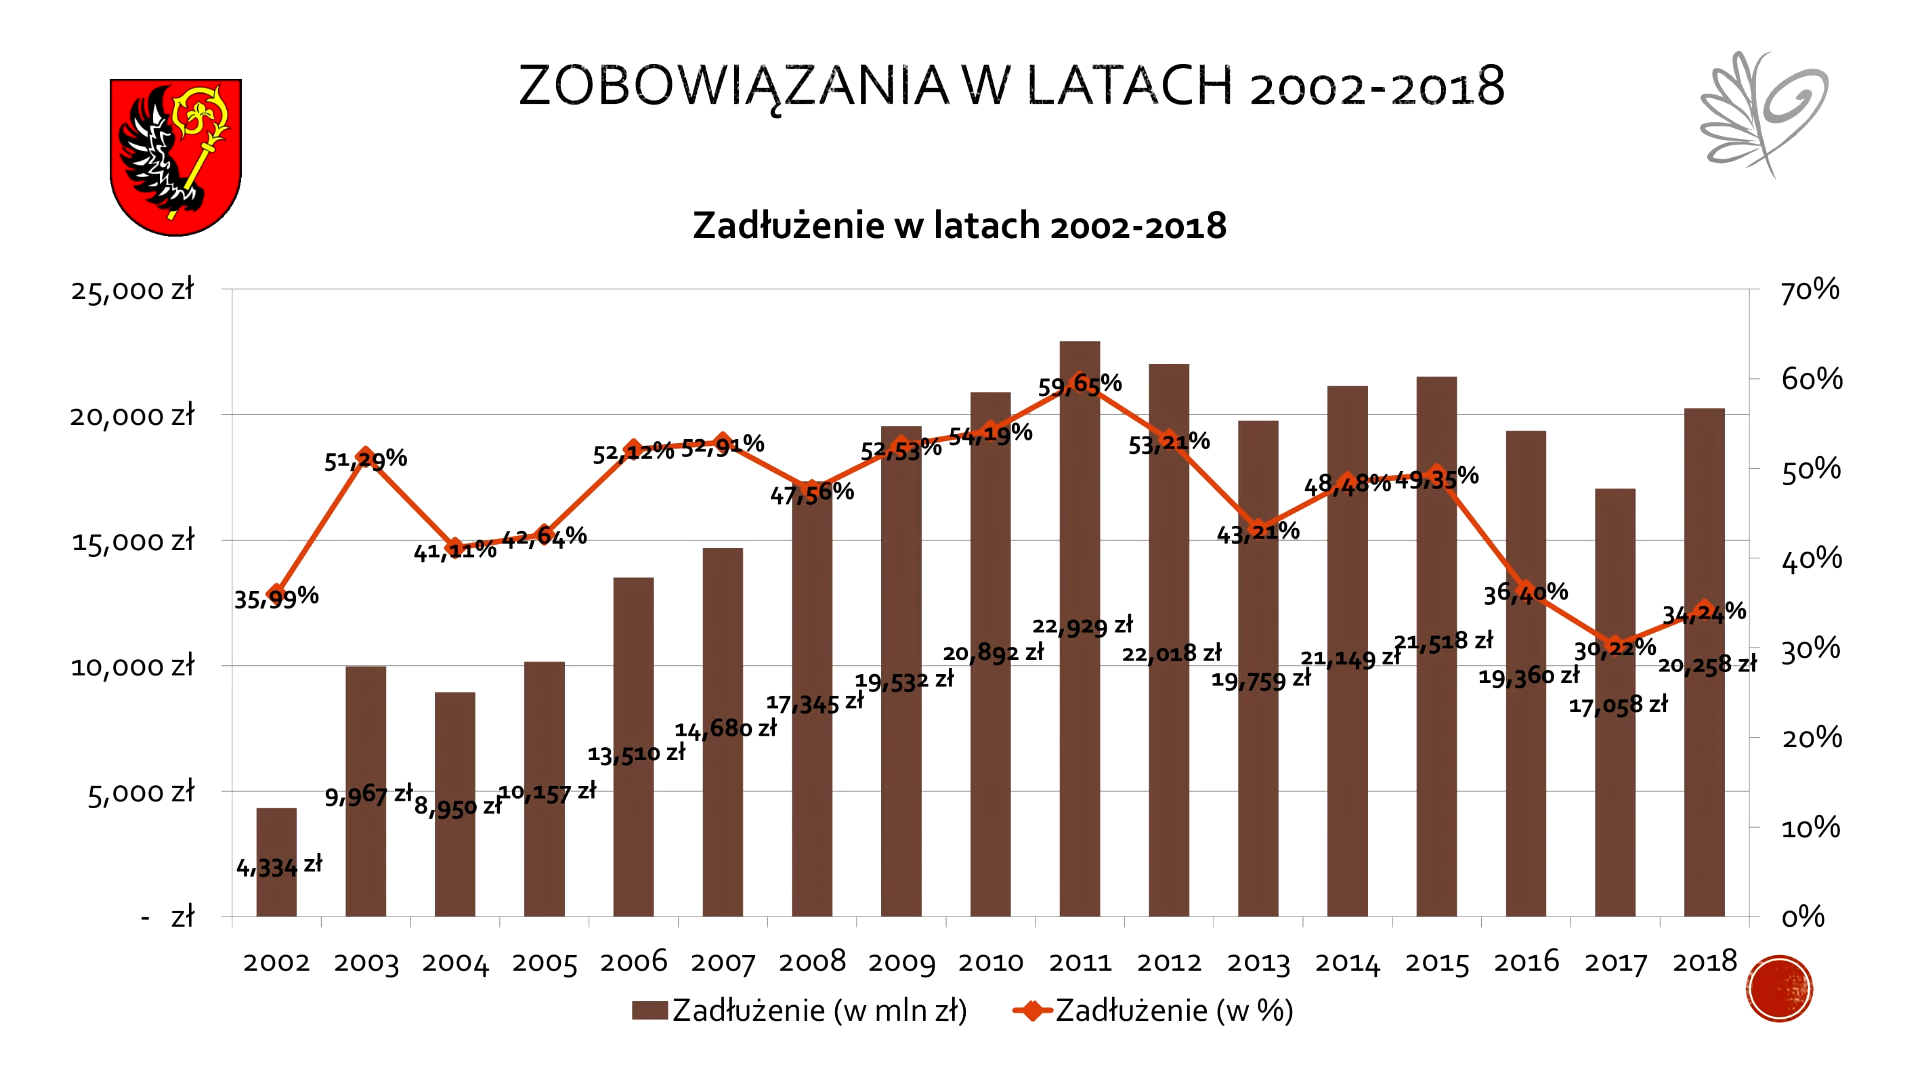 ZOBOWIĄZANIA W LATACH 2002-2018
Zadłużenie w latach 2002-2018
25,000 zł
20,000 zł
15,000 zł
10,000 zł
5,000 zł
- zł
70%
60%
50%
40%
30%
20%
10%
0%
35,99%
51,29%
41,11%
42,64%
52,12%
52,91%
47,56%
52,53%
54,19%
59,65%
53,21%
43,21%
48,48%
49,35%
36,40%
30,22%
34,24%
4,334 zł
9,967 zł
8,950 zł
10,157 zł
13,510 zł
14,680 zł
17,345 zł
19,532 zł
20,892 zł
22,929 zł
22,018 zł
19,759 zł
21,149 zł
21,518 zł
19,360 zł
17,058 zł
20,258 zł
2002 2003 2004 2005 2006 2007 2008 2009 2010 2011 2012 2013 2014 2015 2016 2017 2018
Zadłużenie (w mln zł) Zadłużenie (w %)